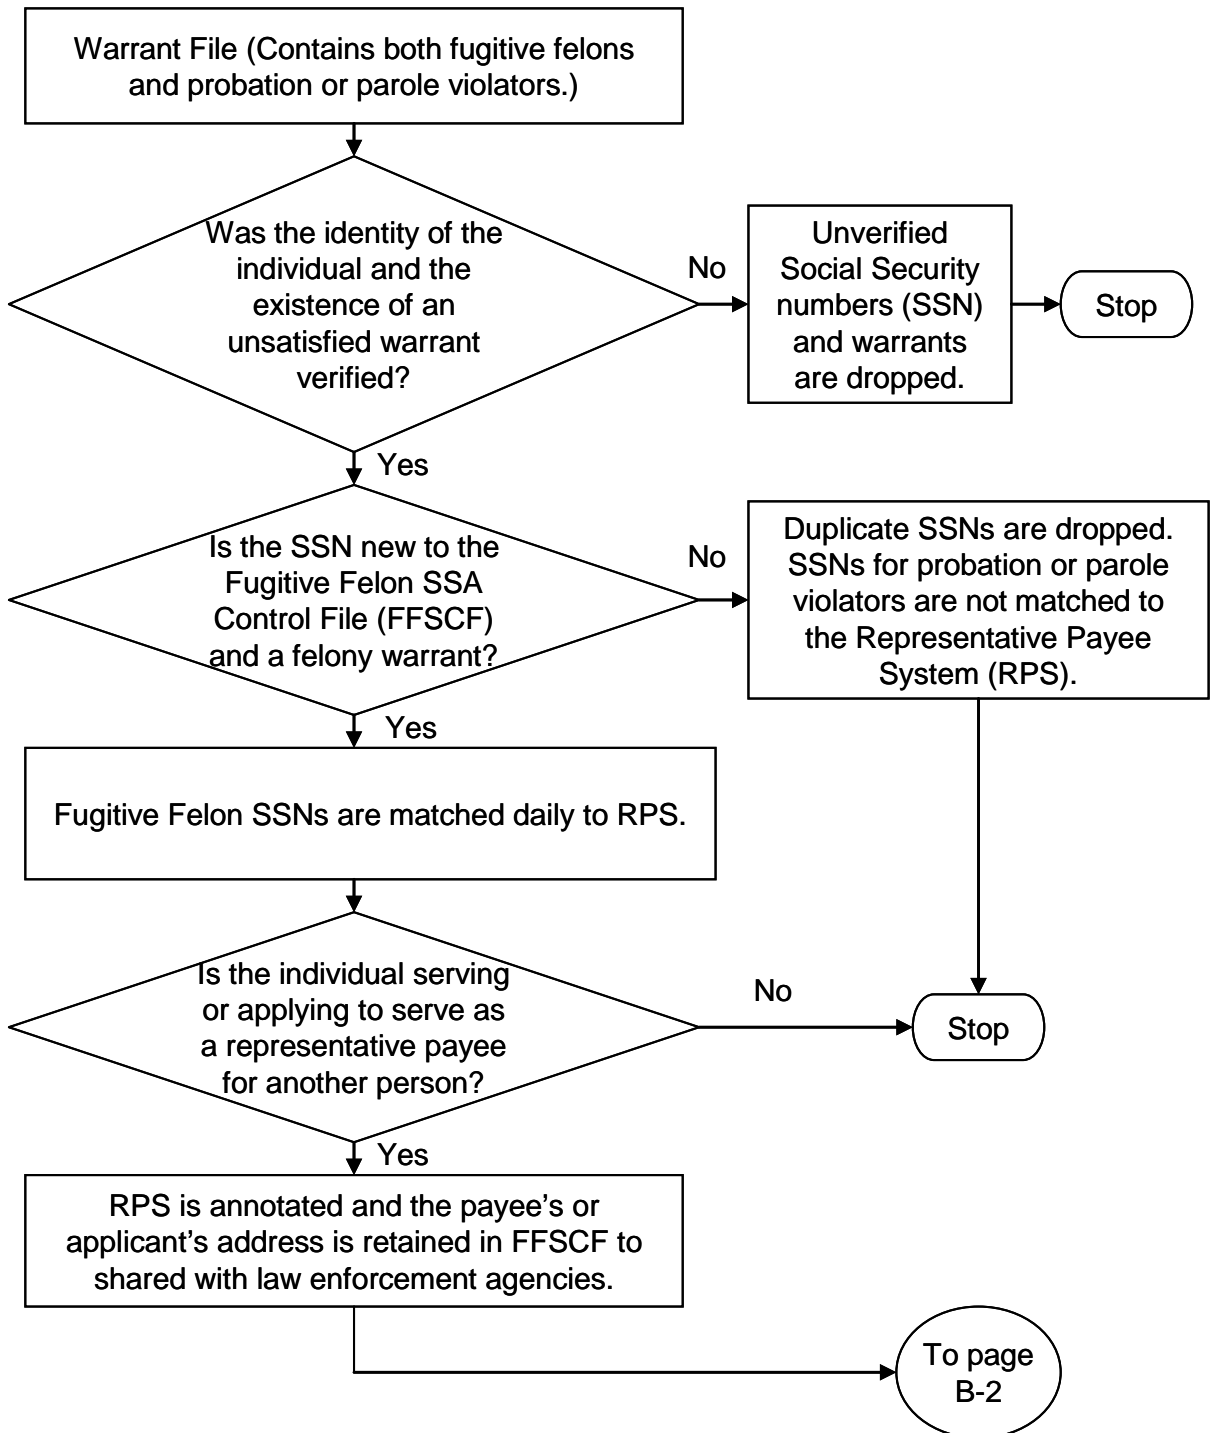 Warrant File (Contains both fugitive felons
and probation or parole violators.)
Was the identity of the
individual and the
existence of an
unsatisfied warrant
verified?
No
Unverified
Social Security
numbers (SSN)
and warrants
are dropped.
Stop
Yes
Is the SSN new to the
Fugitive Felon SSA
Control File (FFSCF)
and a felony warrant?
No
Duplicate SSNs are dropped.
SSNs for probation or parole
violators are not matched to
the Representative Payee
System (RPS).
Yes
Fugitive Felon SSNs are matched daily to RPS.
Is the individual serving
or applying to serve as
a representative payee
for another person?
No
Stop
Yes
RPS is annotated and the payee’s or
applicant’s address is retained in FFSCF to
shared with law enforcement agencies.
To page
B-2